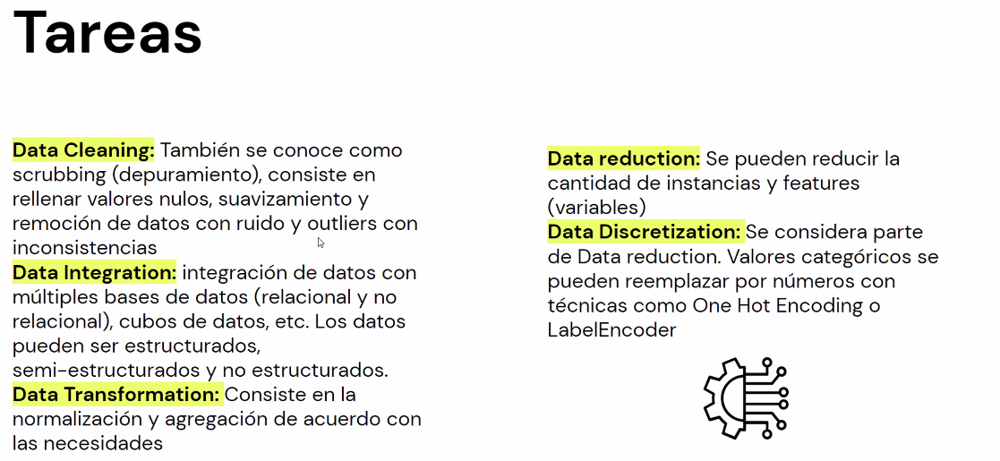 Tareas
Data Cleaning: También se conoce como
scrubbing (depuramiento), consiste en
rellenar valores nulos, suavizamiento y
remoción de datos con ruido y outliers con
inconsistencias
Data Integration: integración de datos con
múltiples bases de datos (relacional y no
relacional), cubos de datos, etc. Los datos
pueden ser estructurados,
semi-estructurados y no estructurados.
Data Transformation: Consiste en la
normalización y agregación de acuerdo con
las necesidades
Data reduction: Se pueden reducir la
cantidad de instancias y features
(variables)
Data Discretization: Se considera parte
de Data reduction. Valores categóricos se
pueden reemplazar por números con
técnicas como One Hot Encoding o
LabelEncoder